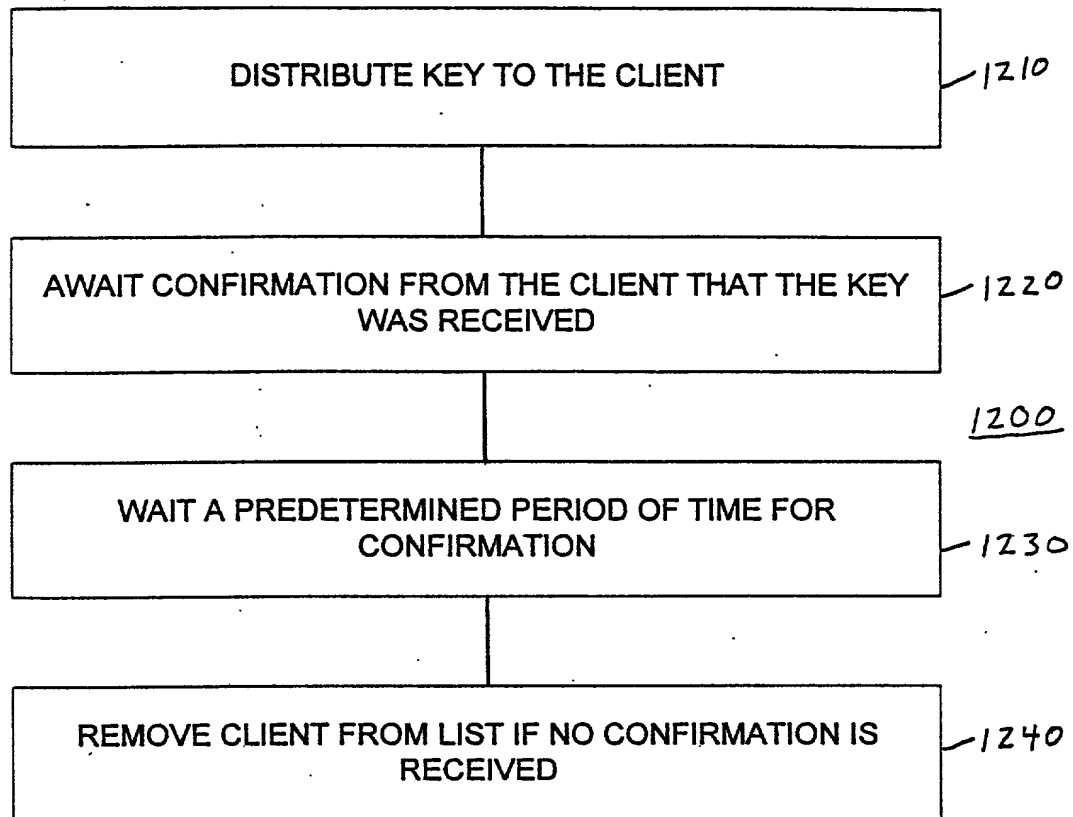 DISTRIBUTE KEY TO THE CLIENT
1210
AWAIT CONFIRMATION FROM THE CLIENT THAT THE KEY
WAS RECEIVED
1220
1200
WAIT A PREDETERMINED PERIOD OF TIME FOR
CONFIRMATION
1230
REMOVE CLIENT FROM LIST IF NO CONFIRMATION IS
RECEIVED
1240